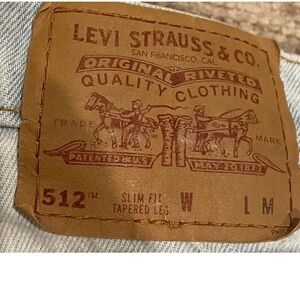 LEVI STRAUSS & CO.
SAN FRANCISCO, CAL
ORIGINAL RIVETED
QUALITY CLOTHING
TRADE MARK
PATENTED IN U.S. MAY 20 1873
512™ SLIM FIT W L M
TAPERED LEG